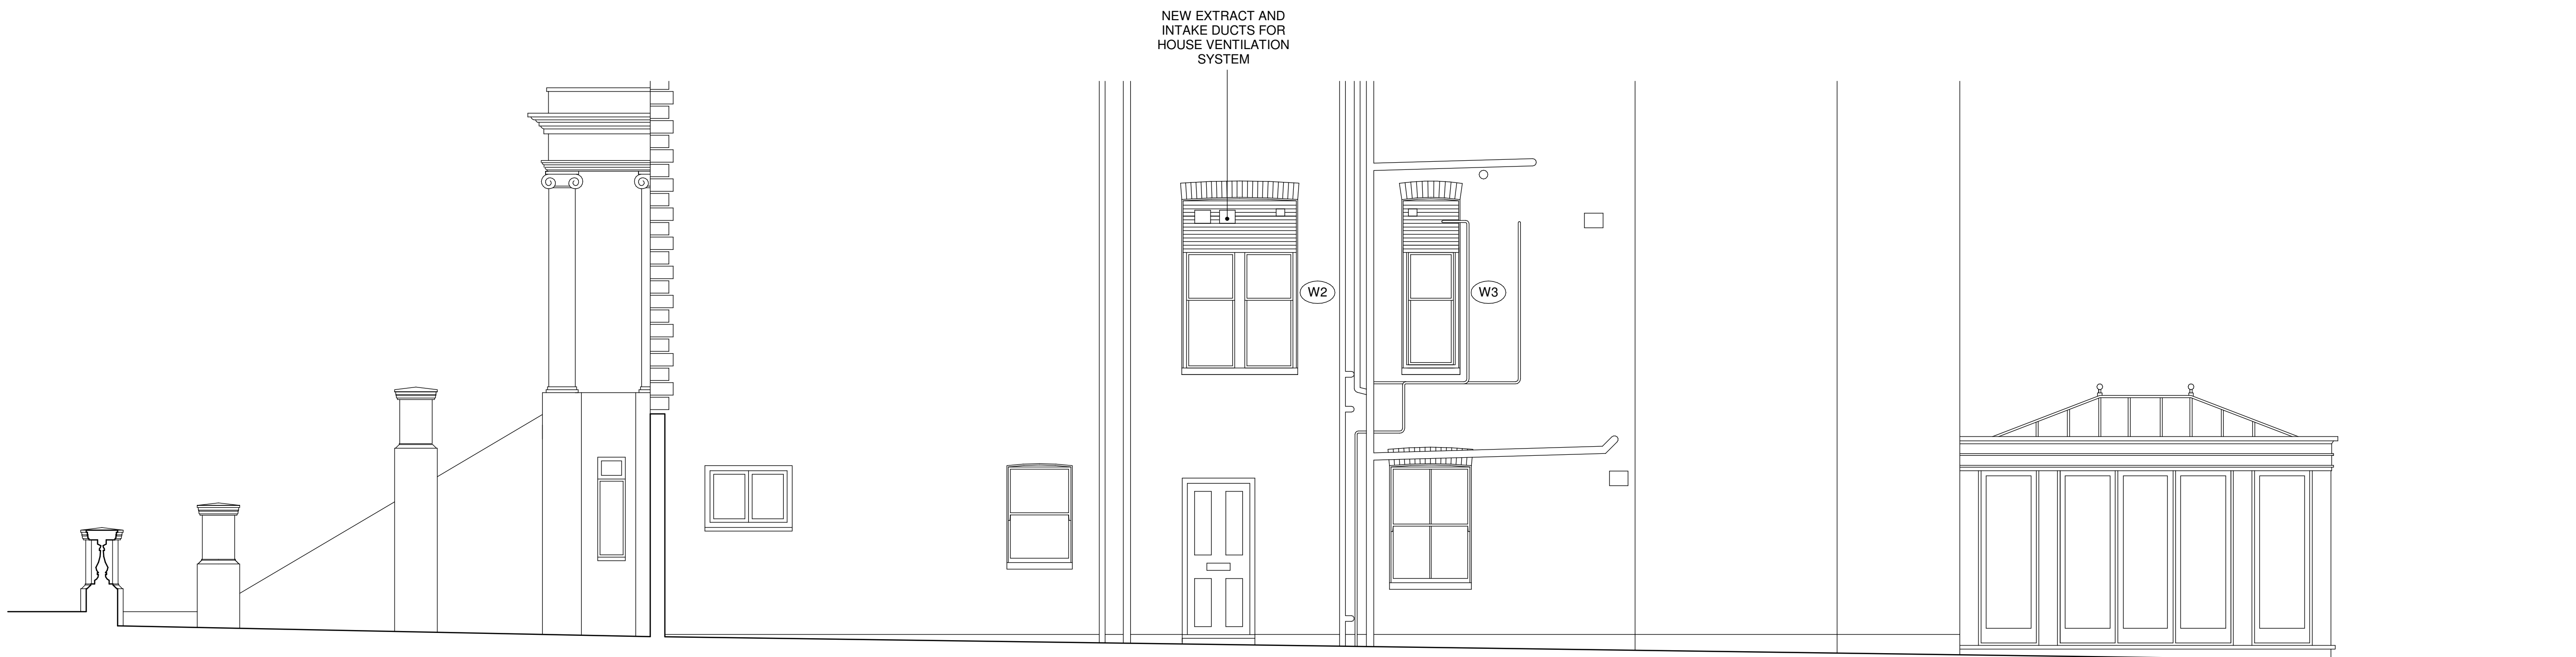 NEW EXTRACT AND
INTAKE DUCTS FOR
HOUSE VENTILATION
SYSTEM
W2
W3